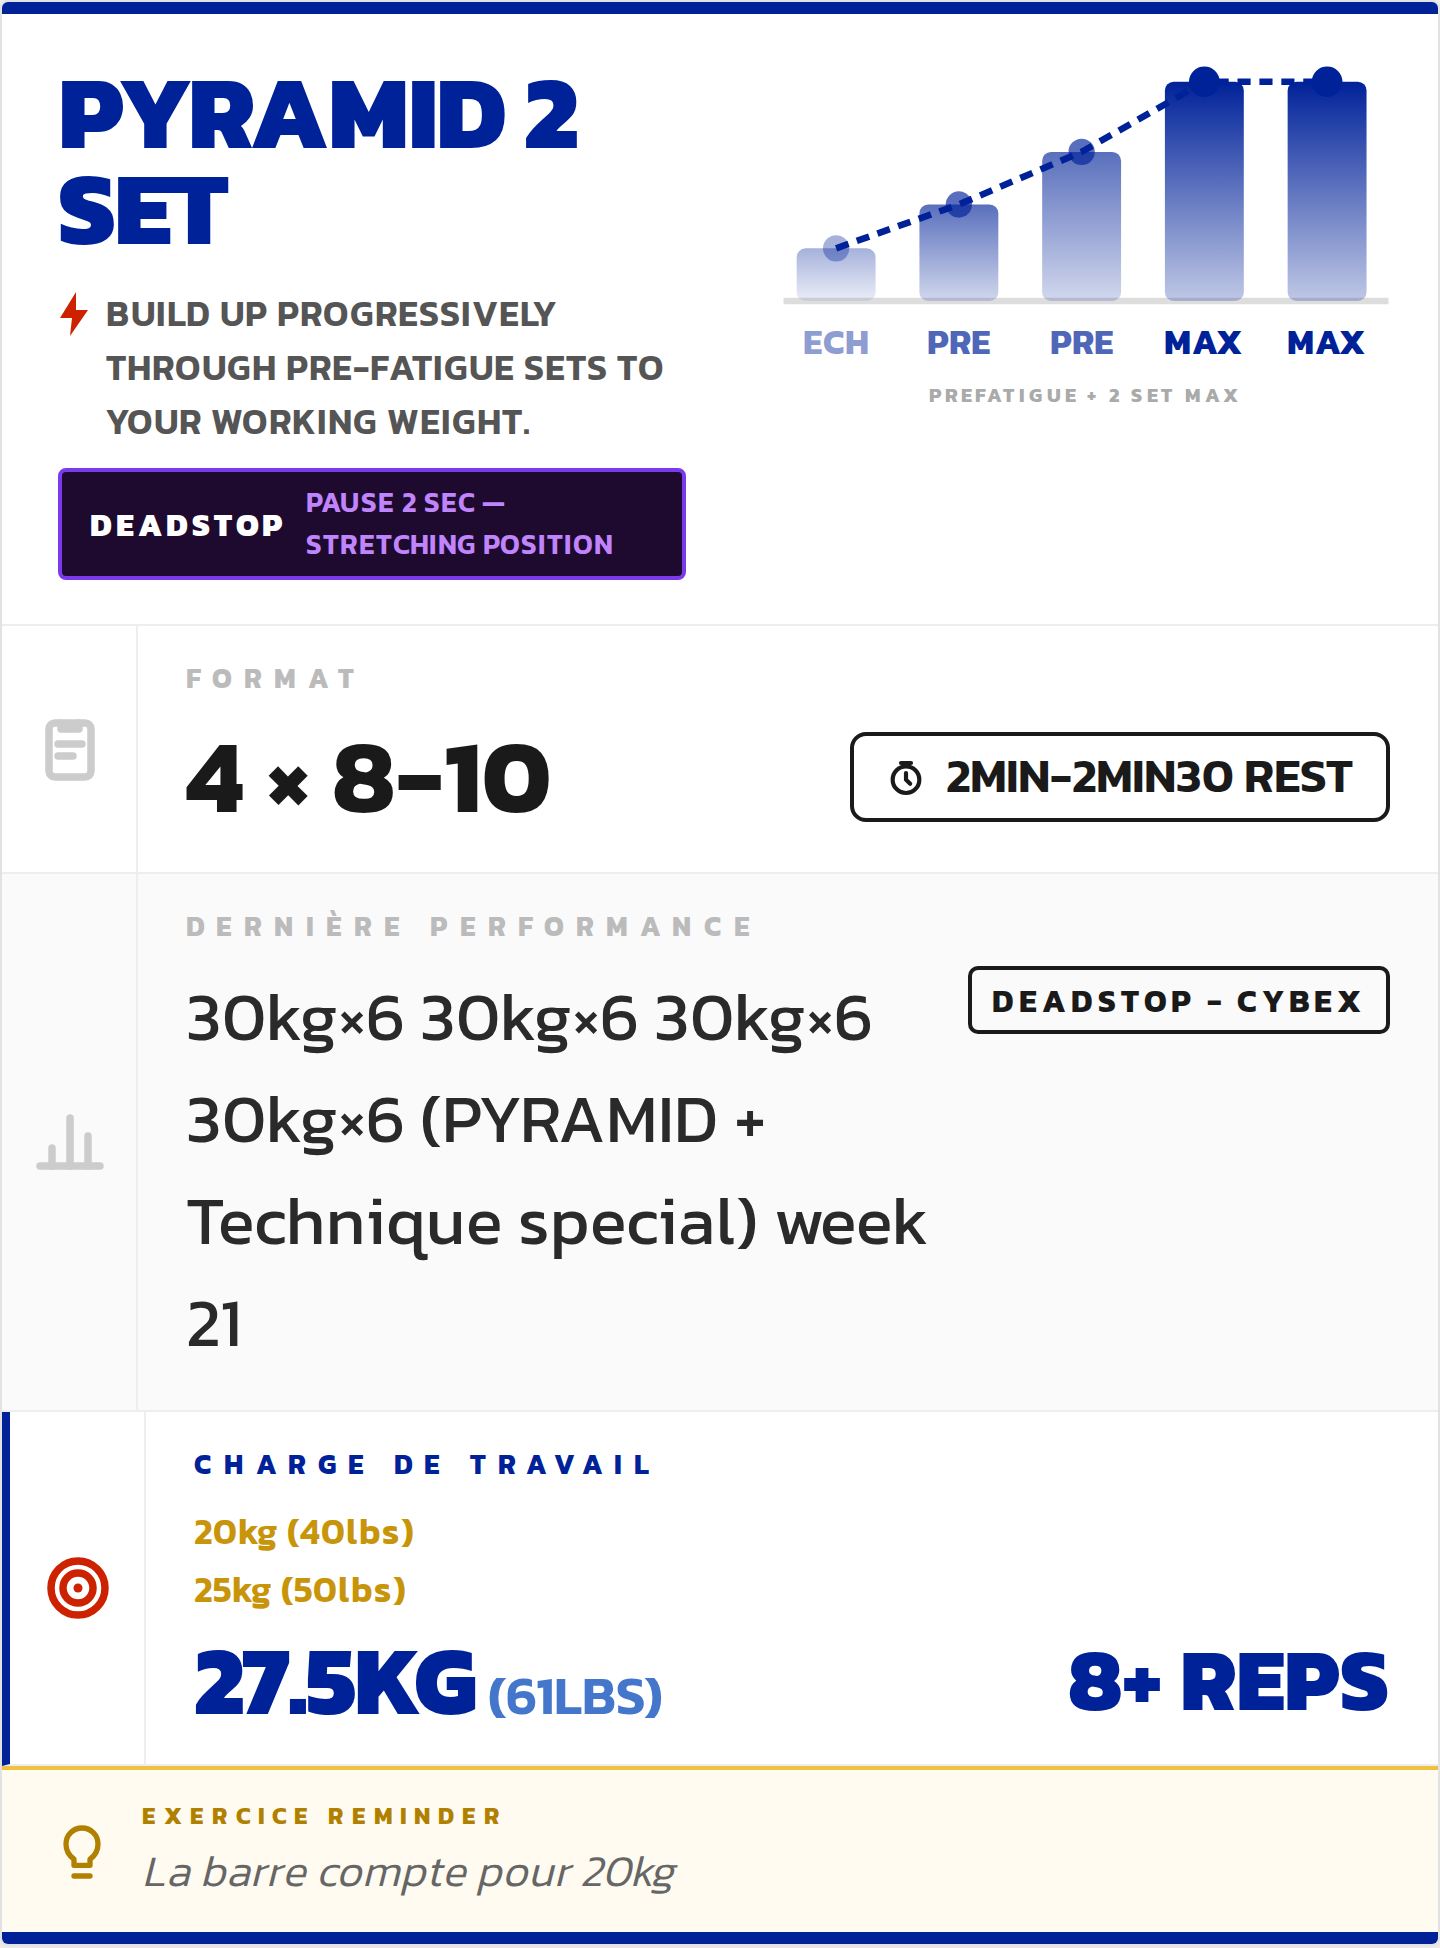 PYRAMID 2
SET
BUILD UP PROGRESSIVELY
THROUGH PRE-FATIGUE SETS TO
YOUR WORKING WEIGHT.
DEADSTOP
PAUSE 2 SEC —
STRETCHING POSITION
ECH PRE PRE MAX MAX
PREFATIGUE + 2 SET MAX
FORMAT
4 × 8–10
2MIN–2MIN30 REST
DERNIÈRE PERFORMANCE
30kg×6 30kg×6 30kg×6
30kg×6 (PYRAMID +
Technique special) week
21
DEADSTOP – CYBEX
CHARGE DE TRAVAIL
20kg (40lbs)
25kg (50lbs)
27.5KG (61LBS)
8+ REPS
EXERCICE REMINDER
La barre compte pour 20kg